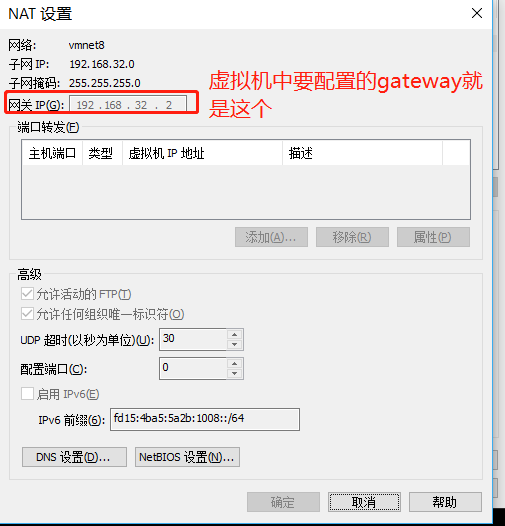 NAT 设置
网络: vmnet8
子网 IP: 192.168.32.0
子网掩码: 255.255.255.0
网关 IP(G): 192 . 168 . 32 . 2
虚拟机中要配置的gateway就
是这个
端口转发(F)
主机端口 类型 虚拟机 IP 地址 描述
添加(A)... 移除(R) 属性(P)
高级
允许活动的 FTP(T)
允许任何组织唯一标识符(O)
UDP 超时(以秒为单位)(U): 30
配置端口(C): 0
启用 IPv6(E)
IPv6 前缀(6): fd15:4ba5:5a2b:1008::/64
DNS 设置(D)... NetBIOS 设置(N)...
确定 取消 帮助